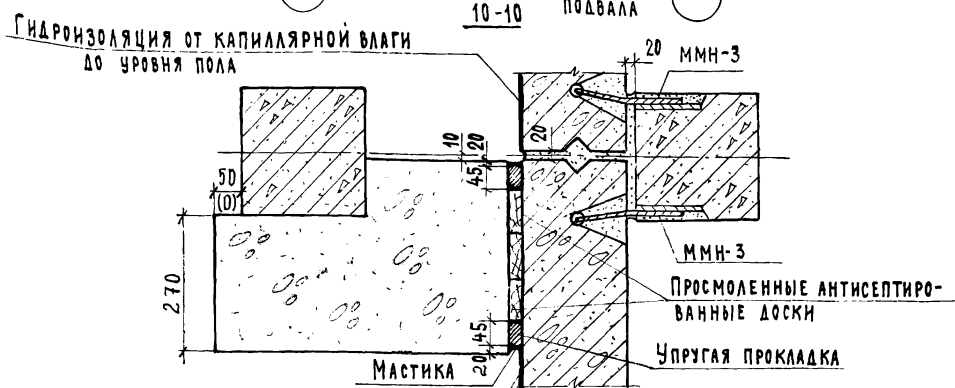 10-10
ПОДВАЛА
ГИДРОИЗОЛЯЦИЯ ОТ КАПИЛЛЯРНОЙ ВЛАГИ
ДО УРОВНЯ ПОЛА
20
ММН-3
10
20
20
45
50
(0)
ММН-3
270
ПРОСМОЛЕННЫЕ АНТИСЕПТИРО-
ВАННЫЕ ДОСКИ
45
20
УПРУГАЯ ПРОКЛАДКА
МАСТИКА